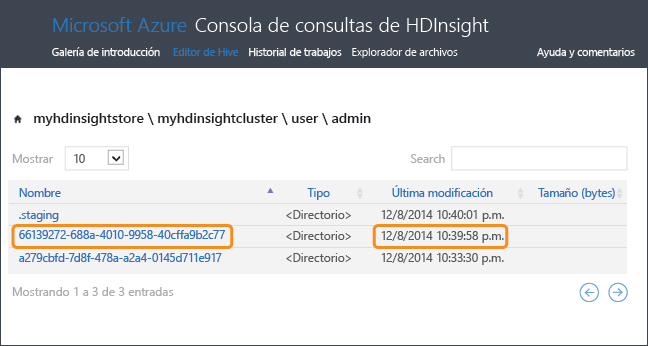 Microsoft Azure Consola de consultas de HDInsight
Galería de introducción Editor de Hive Historial de trabajos Explorador de archivos Ayuda y comentarios
myhdinsightstore \ myhdinsightcluster \ user \ admin
Mostrar 10 Search
Nombre Tipo Última modificación Tamaño (bytes)
.staging <Directorio> 12/8/2014 10:40:01 p.m.
66139272-688a-4010-9958-40cffa9b2c77 <Directorio> 12/8/2014 10:39:58 p.m.
a279cbfd-7d8f-478a-a2a4-0145d711e917 <Directorio> 12/8/2014 10:33:30 p.m.
Mostrando 1 a 3 de 3 entradas